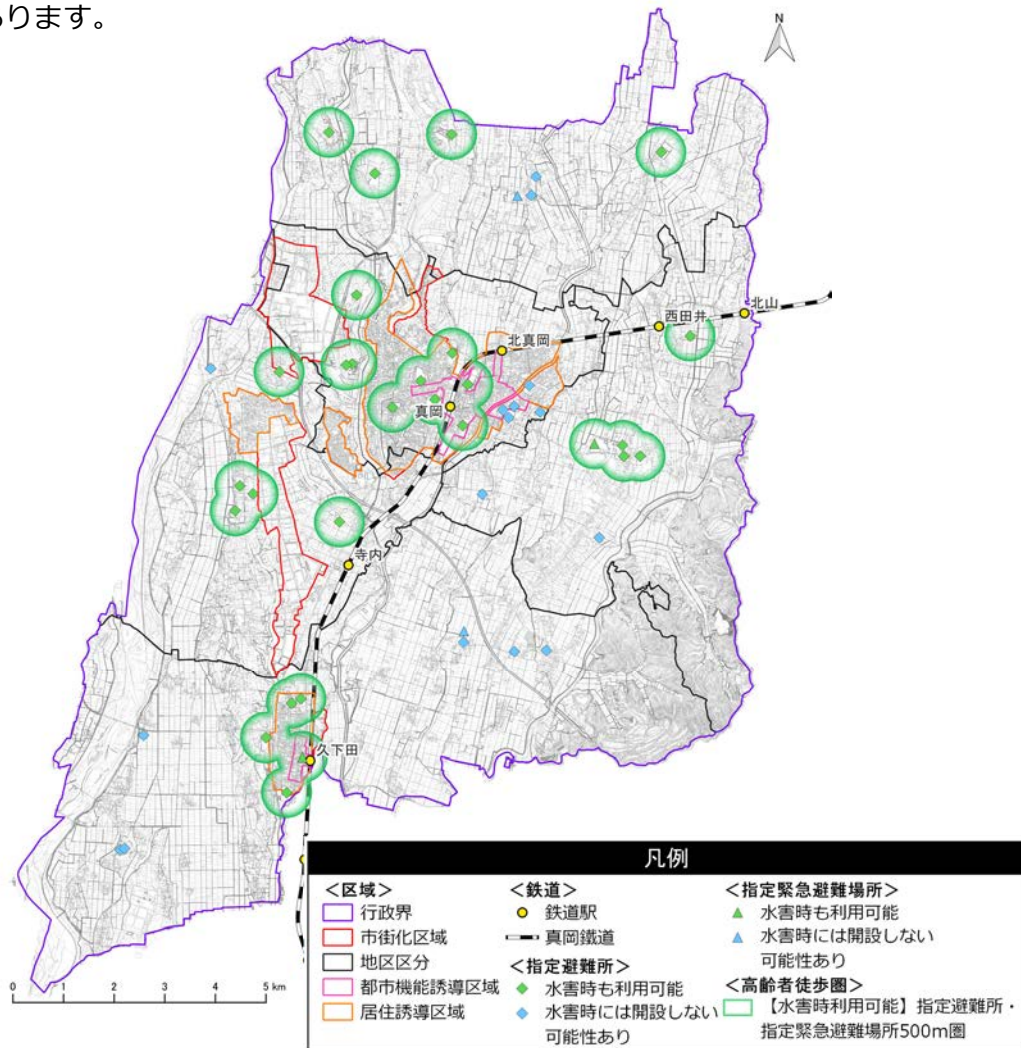 ります。
N
北山
西田井
北真岡
真岡
寺内
久下田
0 1 2 3 4 5 km
凡例
＜区域＞
行政界
市街化区域
地区区分
都市機能誘導区域
居住誘導区域
＜鉄道＞
鉄道駅
真岡鐵道
＜指定避難所＞
水害時も利用可能
水害時には開設しない
可能性あり
＜指定緊急避難場所＞
水害時も利用可能
水害時には開設しない
可能性あり
＜高齢者徒歩圏＞
【水害時利用可能】指定避難所・
指定緊急避難場所500m圏